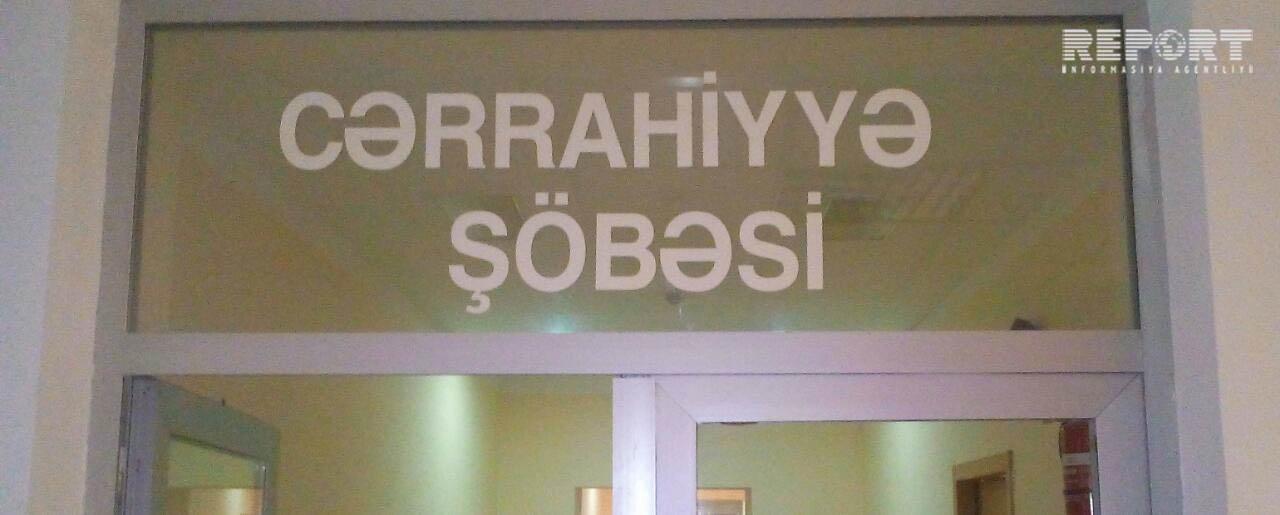 REPORT
İNFORMASİYA AGENTLİYİ
CƏRRAHİYYƏ
ŞÖBƏSİ